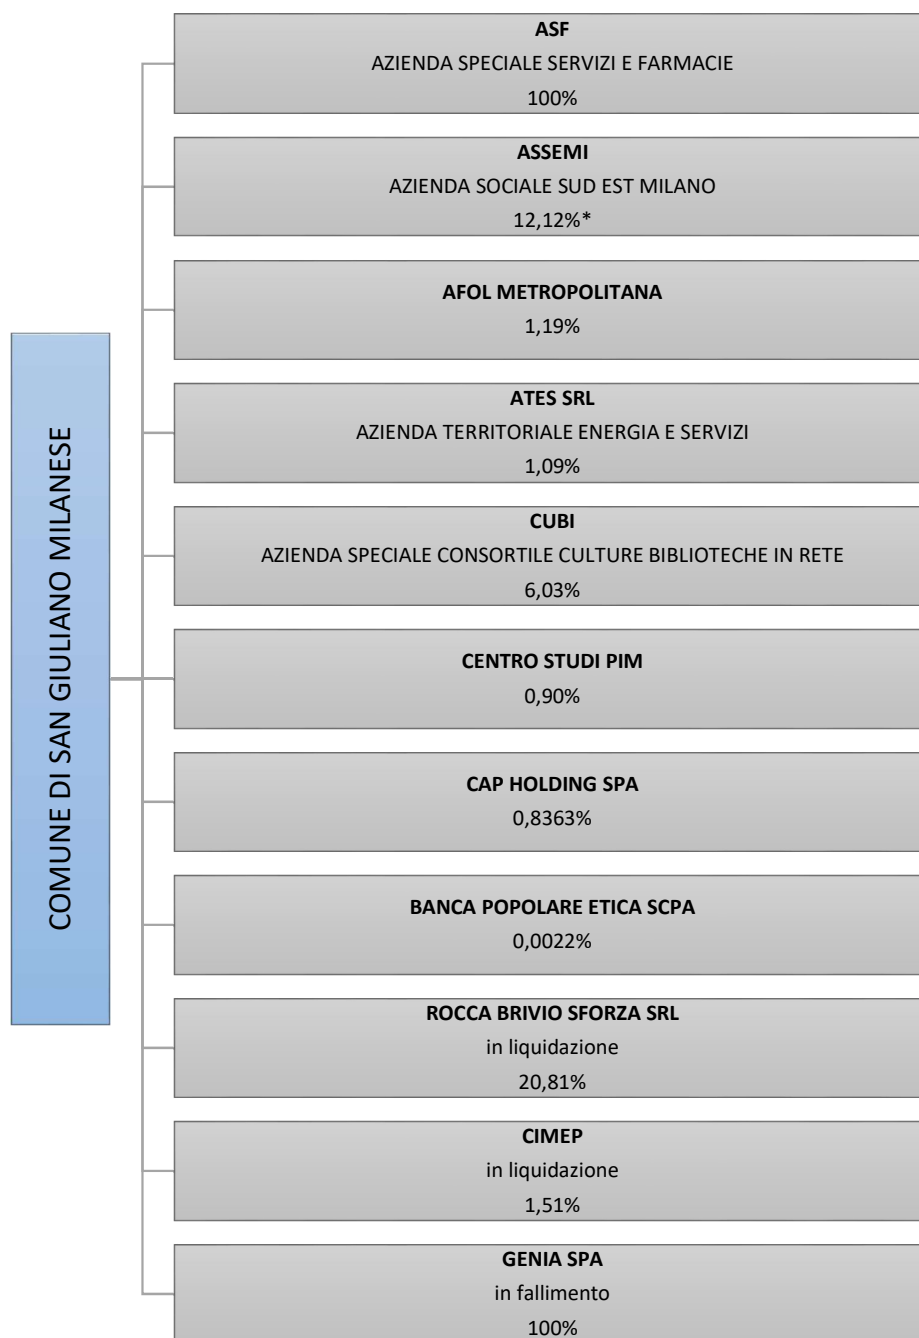 COMUNE DI SAN GIULIANO MILANESE
ASF
AZIENDA SPECIALE SERVIZI E FARMACIE
100%
ASSEMI
AZIENDA SOCIALE SUD EST MILANO
12,12%*
AFOL METROPOLITANA
1,19%
ATES SRL
AZIENDA TERRITORIALE ENERGIA E SERVIZI
1,09%
CUBI
AZIENDA SPECIALE CONSORTILE CULTURE BIBLIOTECHE IN RETE
6,03%
CENTRO STUDI PIM
0,90%
CAP HOLDING SPA
0,8363%
BANCA POPOLARE ETICA SCPA
0,0022%
ROCCA BRIVIO SFORZA SRL
in liquidazione
20,81%
CIMEP
in liquidazione
1,51%
GENIA SPA
in fallimento
100%